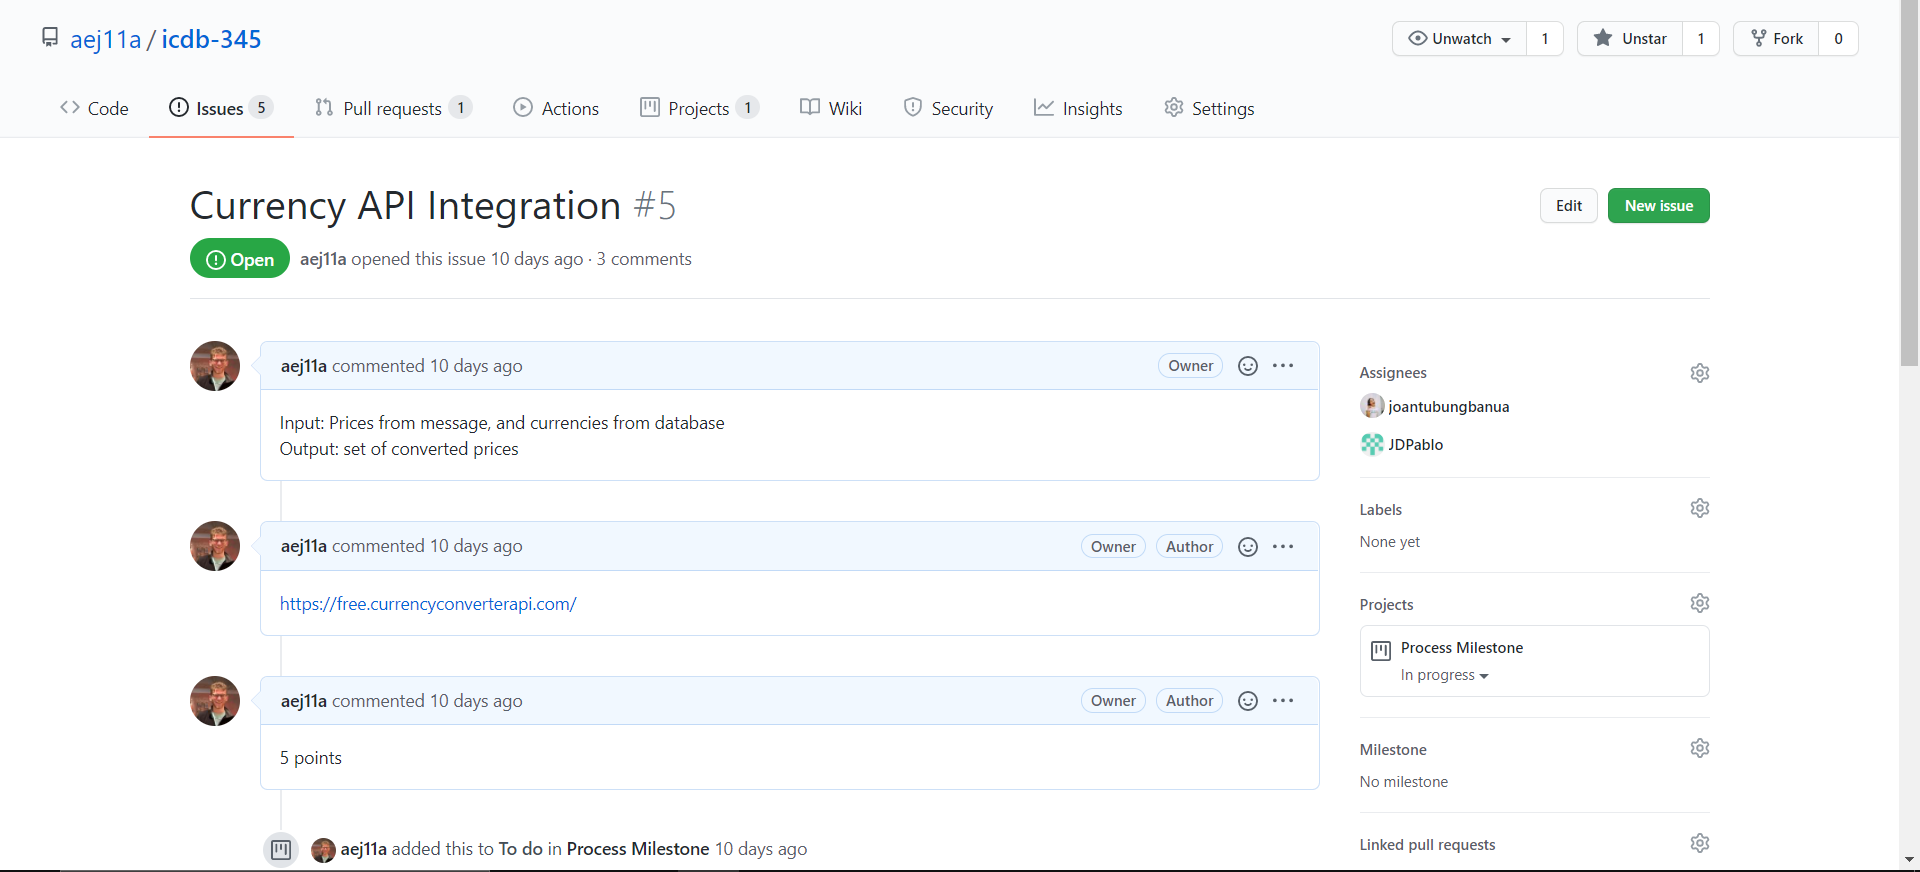 aej11a / icdb-345
Unwatch 1
Unstar 1
Fork 0
Code
Issues 5
Pull requests 1
Actions
Projects 1
Wiki
Security
Insights
Settings
Currency API Integration #5
Edit
New issue
Open
aej11a opened this issue 10 days ago · 3 comments
aej11a commented 10 days ago
Owner
Input: Prices from message, and currencies from database
Output: set of converted prices
aej11a commented 10 days ago
Owner
Author
https://free.currencyconverterapi.com/
aej11a commented 10 days ago
Owner
Author
5 points
aej11a added this to To do in Process Milestone 10 days ago
Assignees
joantubungbanua
JDPablo
Labels
None yet
Projects
Process Milestone
In progress
Milestone
No milestone
Linked pull requests